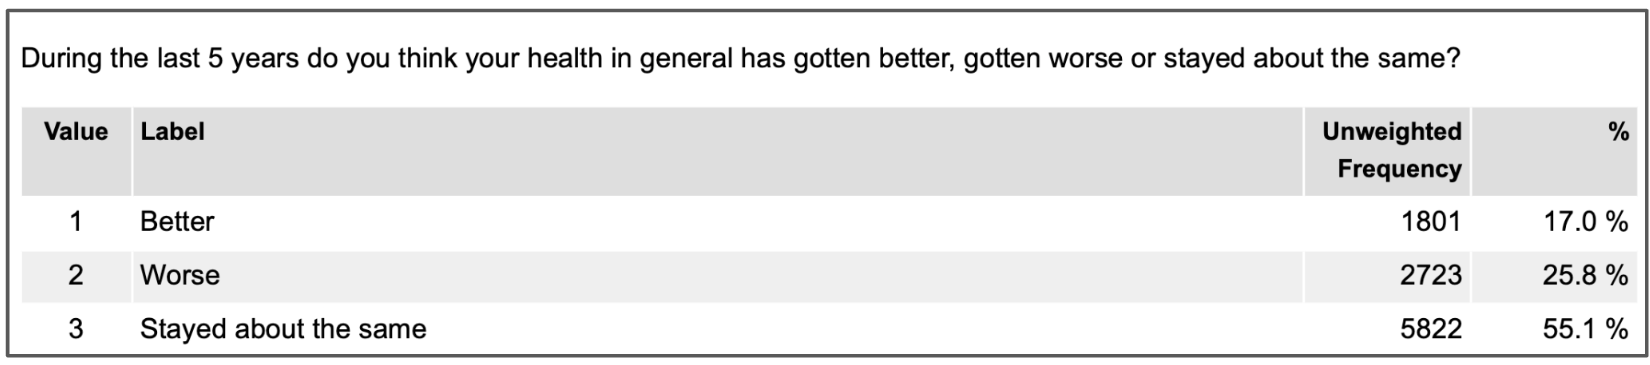 During the last 5 years do you think your health in general has gotten better, gotten worse or stayed about the same?
Value Label Unweighted Frequency %
1 Better 1801 17.0 %
2 Worse 2723 25.8 %
3 Stayed about the same 5822 55.1 %